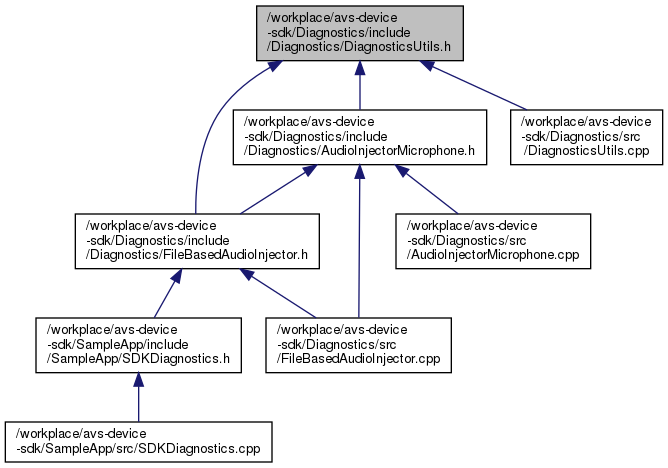 /workplace/avs-device
-sdk/Diagnostics/include
/Diagnostics/DiagnosticsUtils.h
/workplace/avs-device
-sdk/Diagnostics/include
/Diagnostics/AudioInjectorMicrophone.h
/workplace/avs-device
-sdk/Diagnostics/src
/DiagnosticsUtils.cpp
/workplace/avs-device
-sdk/Diagnostics/include
/Diagnostics/FileBasedAudioInjector.h
/workplace/avs-device
-sdk/Diagnostics/src
/AudioInjectorMicrophone.cpp
/workplace/avs-device
-sdk/SampleApp/include
/SampleApp/SDKDiagnostics.h
/workplace/avs-device
-sdk/Diagnostics/src
/FileBasedAudioInjector.cpp
/workplace/avs-device
-sdk/SampleApp/src/SDKDiagnostics.cpp